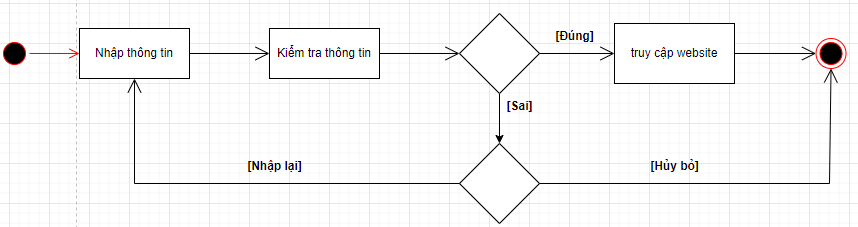 Nhập thông tin
Kiểm tra thông tin
[Đúng]
truy cập website
[Sai]
[Nhập lại]
[Hủy bỏ]